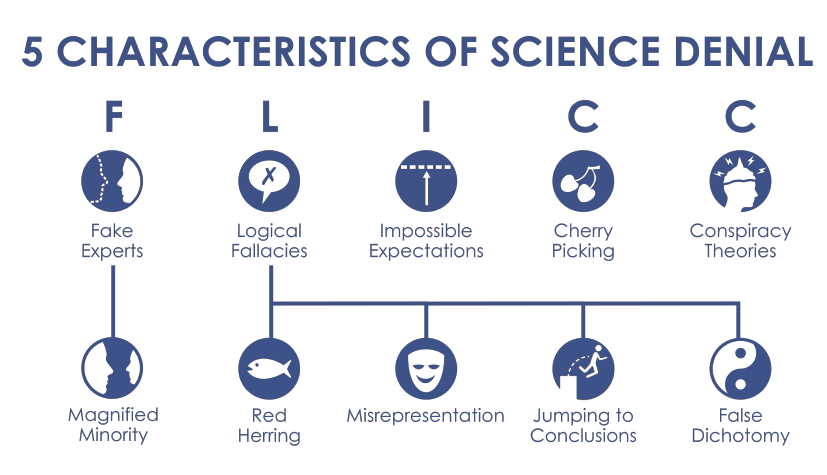 5 CHARACTERISTICS OF SCIENCE DENIAL
F
L
I
C
C
X
Fake
Experts
Logical
Fallacies
Impossible
Expectations
Cherry
Picking
Conspiracy
Theories
Magnified
Minority
Red
Herring
Misrepresentation
Jumping to
Conclusions
False
Dichotomy